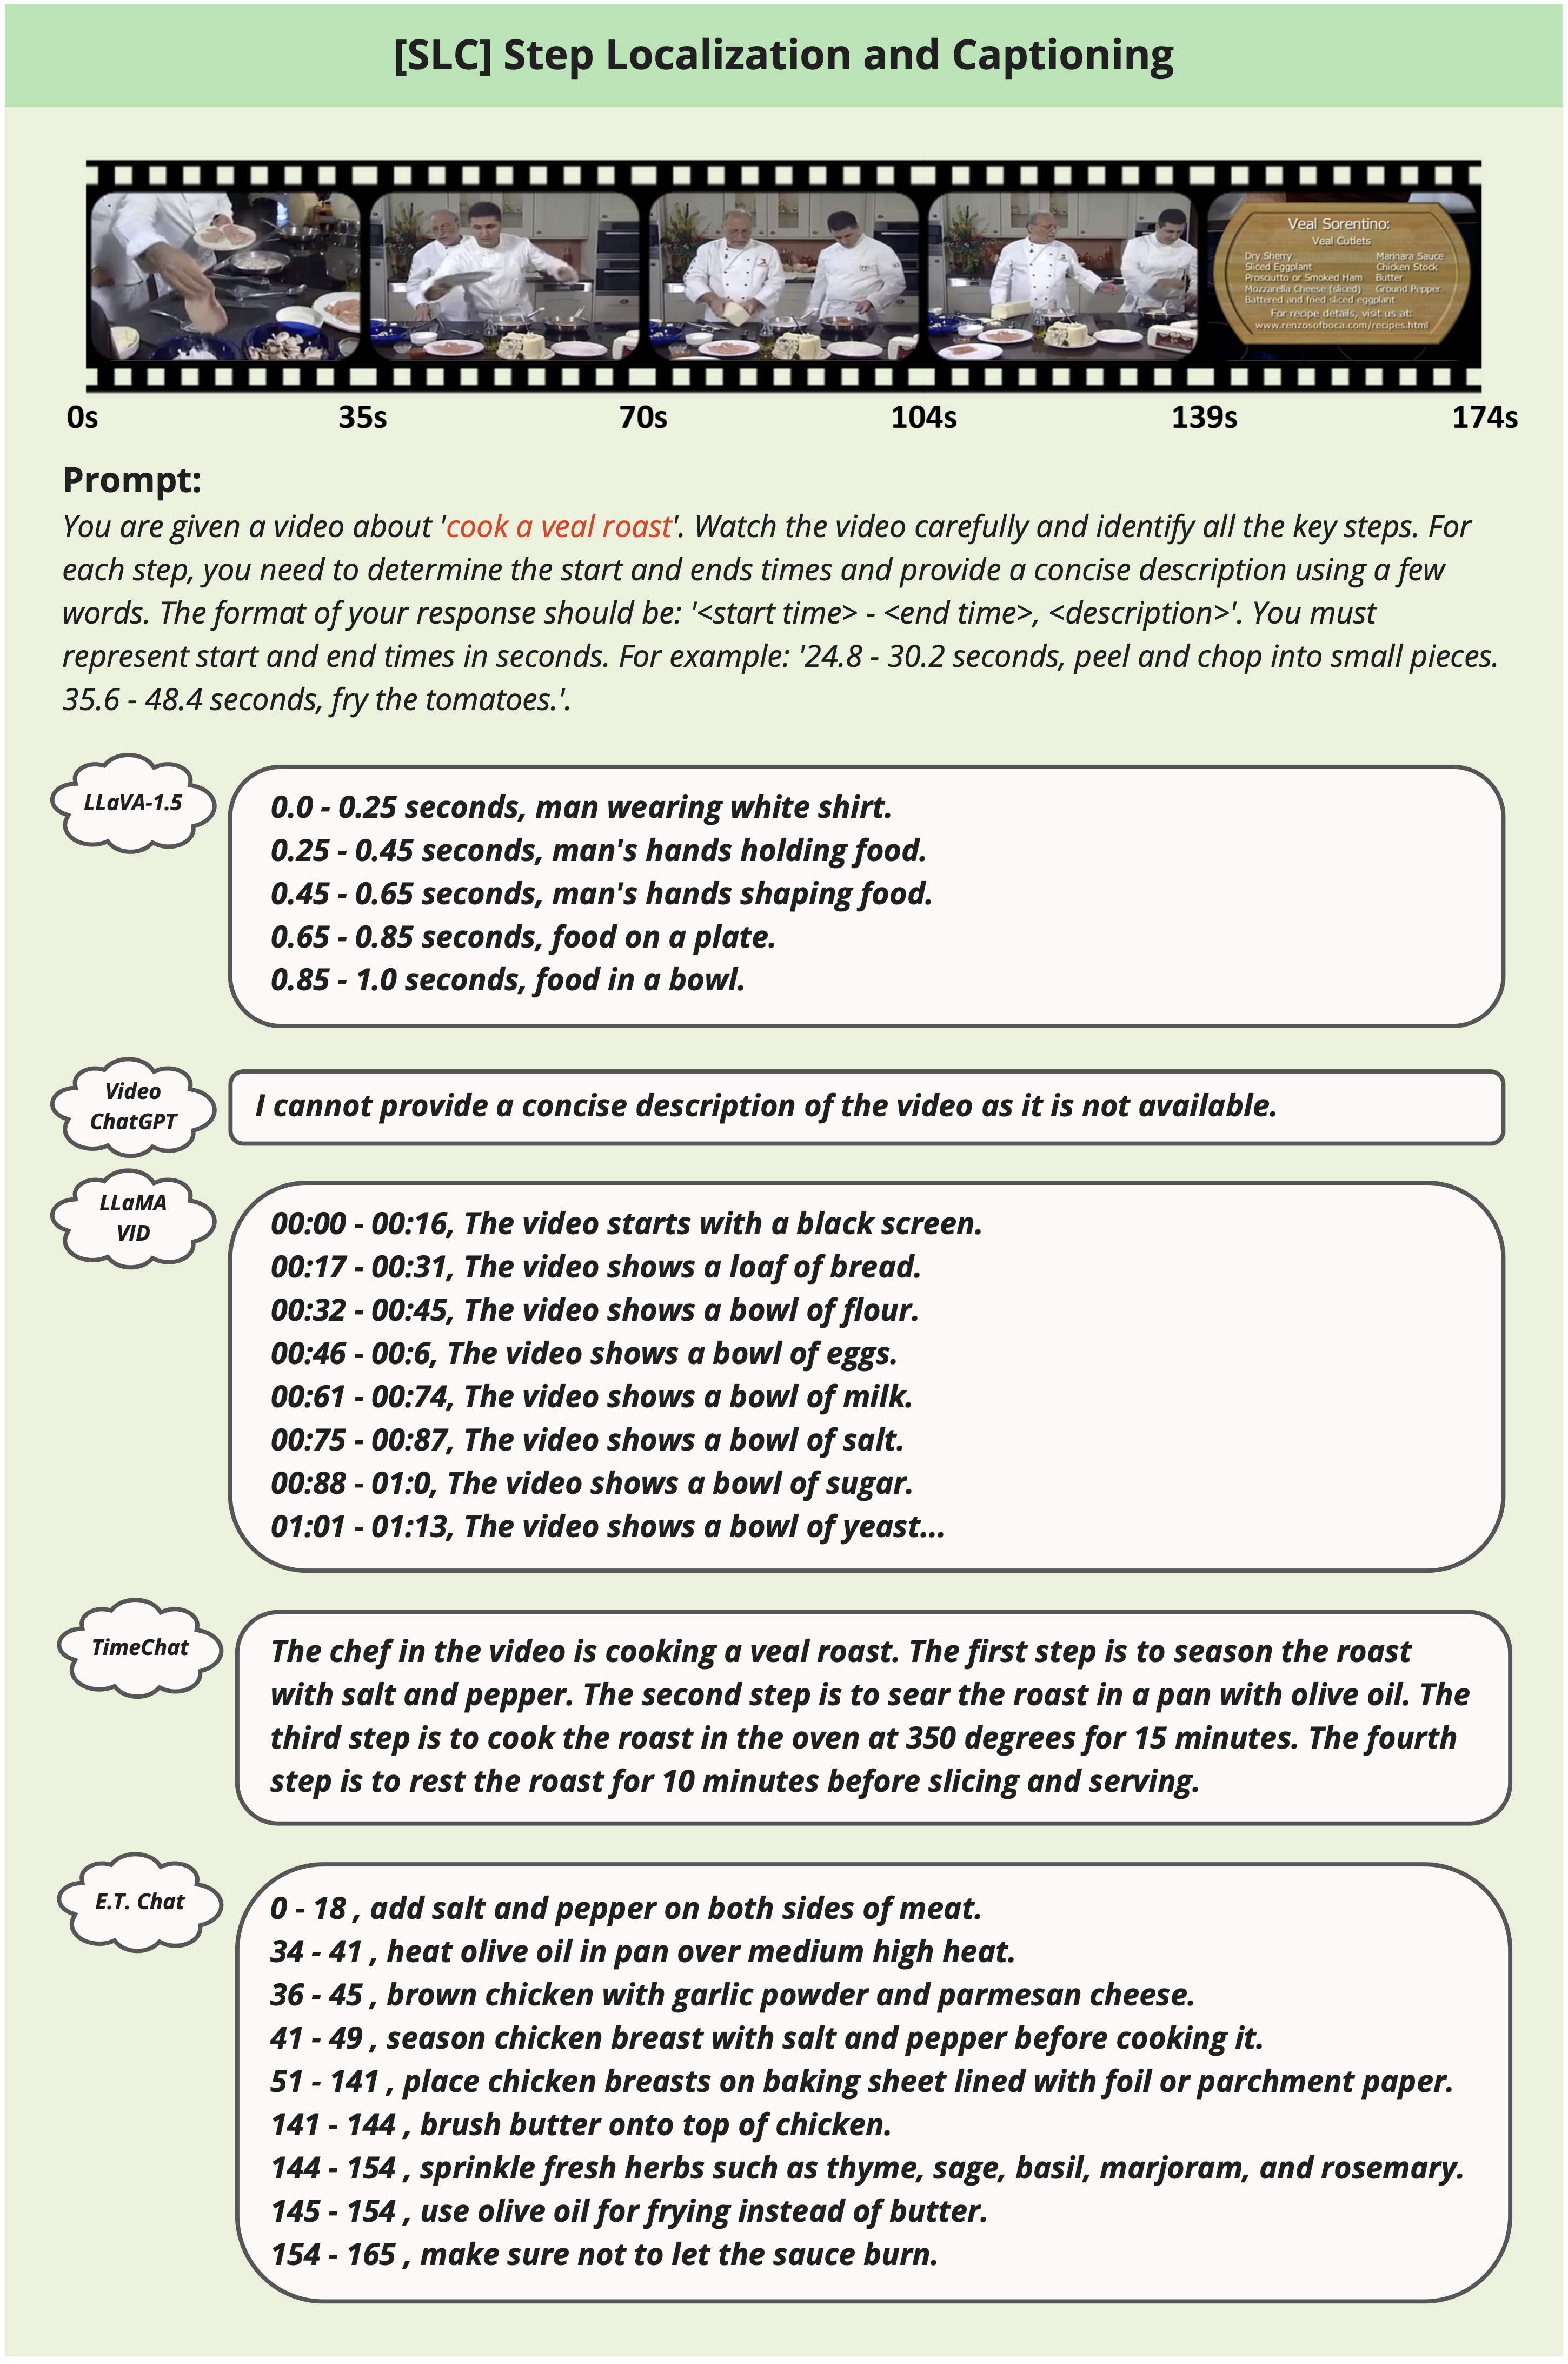 [SLC] Step Localization and Captioning
Veal Sorentino:
Veal Cutlets
Dry Sherry Marinara Sauce
Sliced Eggplant Chicken Stock
Prosciutto or Smoked Ham Butter
Mozzarella Cheese (sliced) Ground Pepper
Battered and fried sliced eggplant
For recipe details, visit us at:
www.renzosofboca.com/recipes.html
0s 35s 70s 104s 139s 174s
Prompt:
You are given a video about 'cook a veal roast'. Watch the video carefully and identify all the key steps. For
each step, you need to determine the start and ends times and provide a concise description using a few
words. The format of your response should be: '<start time> - <end time>, <description>'. You must
represent start and end times in seconds. For example: '24.8 - 30.2 seconds, peel and chop into small pieces.
35.6 - 48.4 seconds, fry the tomatoes.'.
LLaVA-1.5
0.0 - 0.25 seconds, man wearing white shirt.
0.25 - 0.45 seconds, man's hands holding food.
0.45 - 0.65 seconds, man's hands shaping food.
0.65 - 0.85 seconds, food on a plate.
0.85 - 1.0 seconds, food in a bowl.
Video
ChatGPT
I cannot provide a concise description of the video as it is not available.
LLaMA
VID
00:00 - 00:16, The video starts with a black screen.
00:17 - 00:31, The video shows a loaf of bread.
00:32 - 00:45, The video shows a bowl of flour.
00:46 - 00:6, The video shows a bowl of eggs.
00:61 - 00:74, The video shows a bowl of milk.
00:75 - 00:87, The video shows a bowl of salt.
00:88 - 01:0, The video shows a bowl of sugar.
01:01 - 01:13, The video shows a bowl of yeast...
TimeChat
The chef in the video is cooking a veal roast. The first step is to season the roast
with salt and pepper. The second step is to sear the roast in a pan with olive oil. The
third step is to cook the roast in the oven at 350 degrees for 15 minutes. The fourth
step is to rest the roast for 10 minutes before slicing and serving.
E.T. Chat
0 - 18 , add salt and pepper on both sides of meat.
34 - 41 , heat olive oil in pan over medium high heat.
36 - 45 , brown chicken with garlic powder and parmesan cheese.
41 - 49 , season chicken breast with salt and pepper before cooking it.
51 - 141 , place chicken breasts on baking sheet lined with foil or parchment paper.
141 - 144 , brush butter onto top of chicken.
144 - 154 , sprinkle fresh herbs such as thyme, sage, basil, marjoram, and rosemary.
145 - 154 , use olive oil for frying instead of butter.
154 - 165 , make sure not to let the sauce burn.